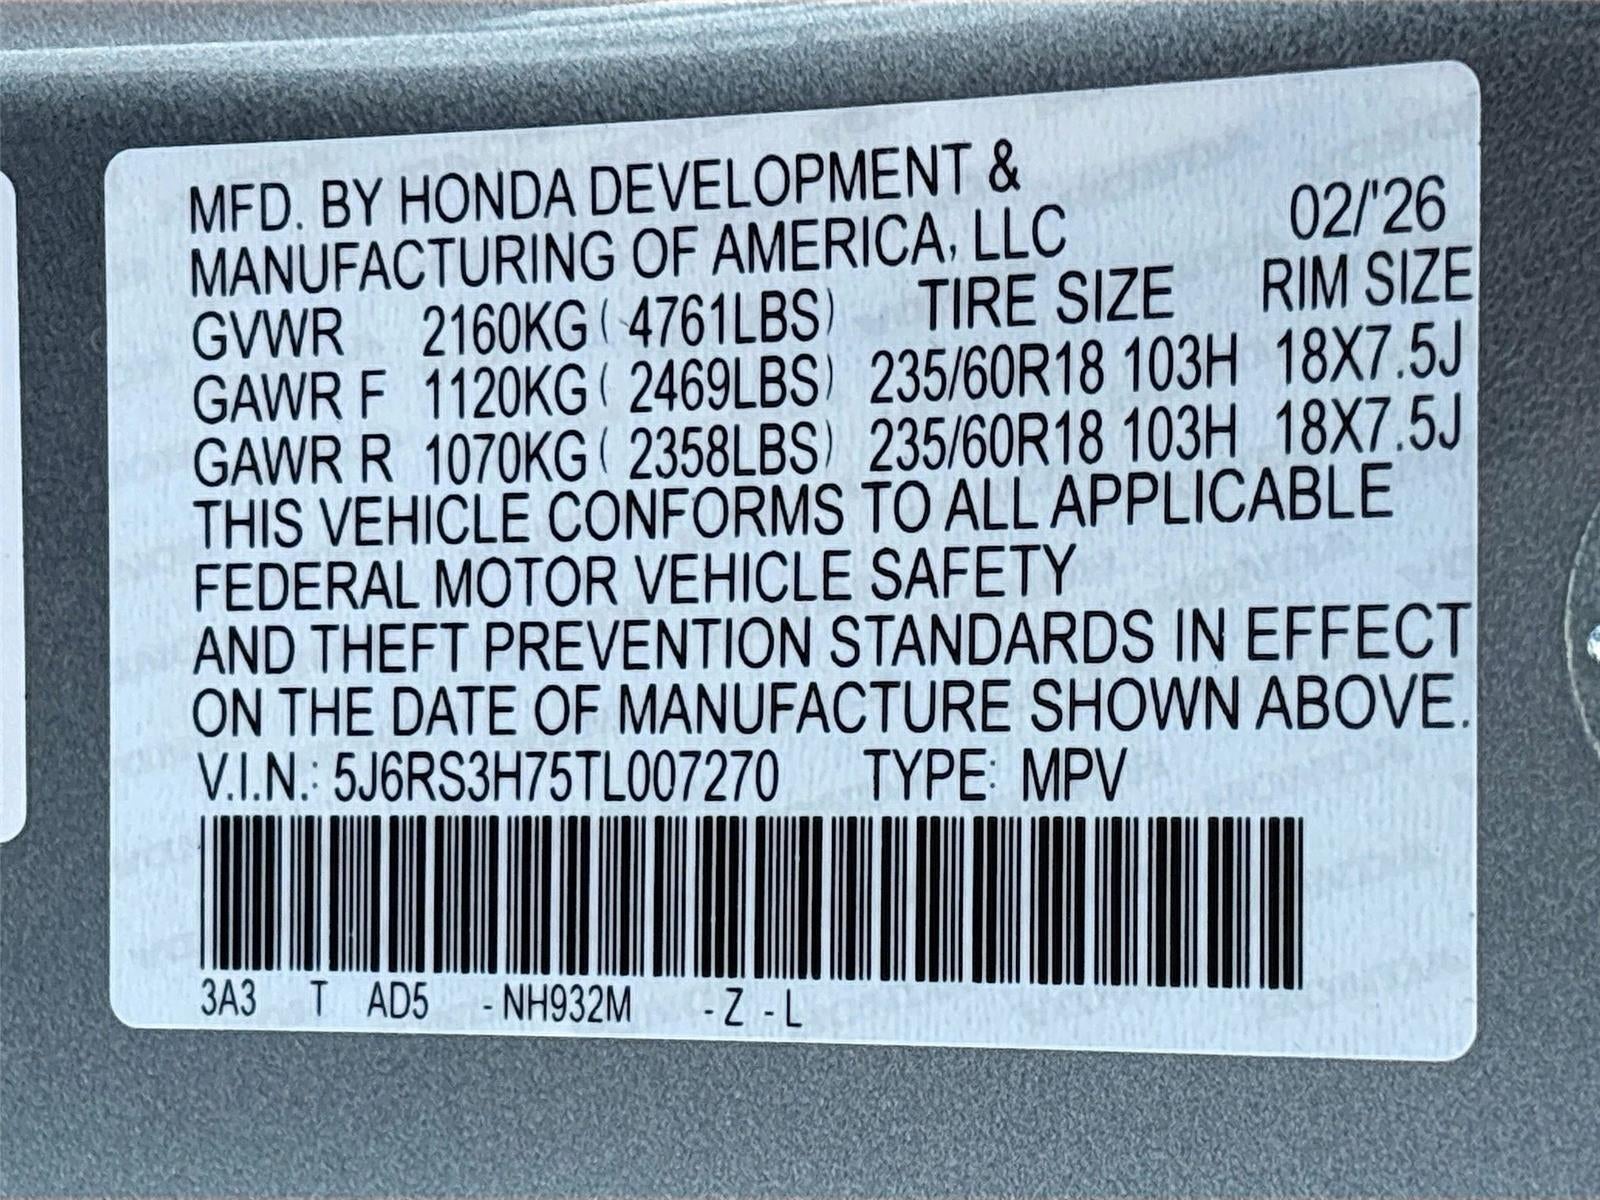 MFD. BY HONDA DEVELOPMENT &
MANUFACTURING OF AMERICA, LLC 02/'26
GVWR 2160KG ( 4761LBS) TIRE SIZE RIM SIZE
GAWR F 1120KG ( 2469LBS) 235/60R18 103H 18X7.5J
GAWR R 1070KG ( 2358LBS) 235/60R18 103H 18X7.5J
THIS VEHICLE CONFORMS TO ALL APPLICABLE
FEDERAL MOTOR VEHICLE SAFETY
AND THEFT PREVENTION STANDARDS IN EFFECT
ON THE DATE OF MANUFACTURE SHOWN ABOVE.
V.I.N.: 5J6RS3H75TL007270 TYPE: MPV
3A3 T AD5 -NH932M -Z -L